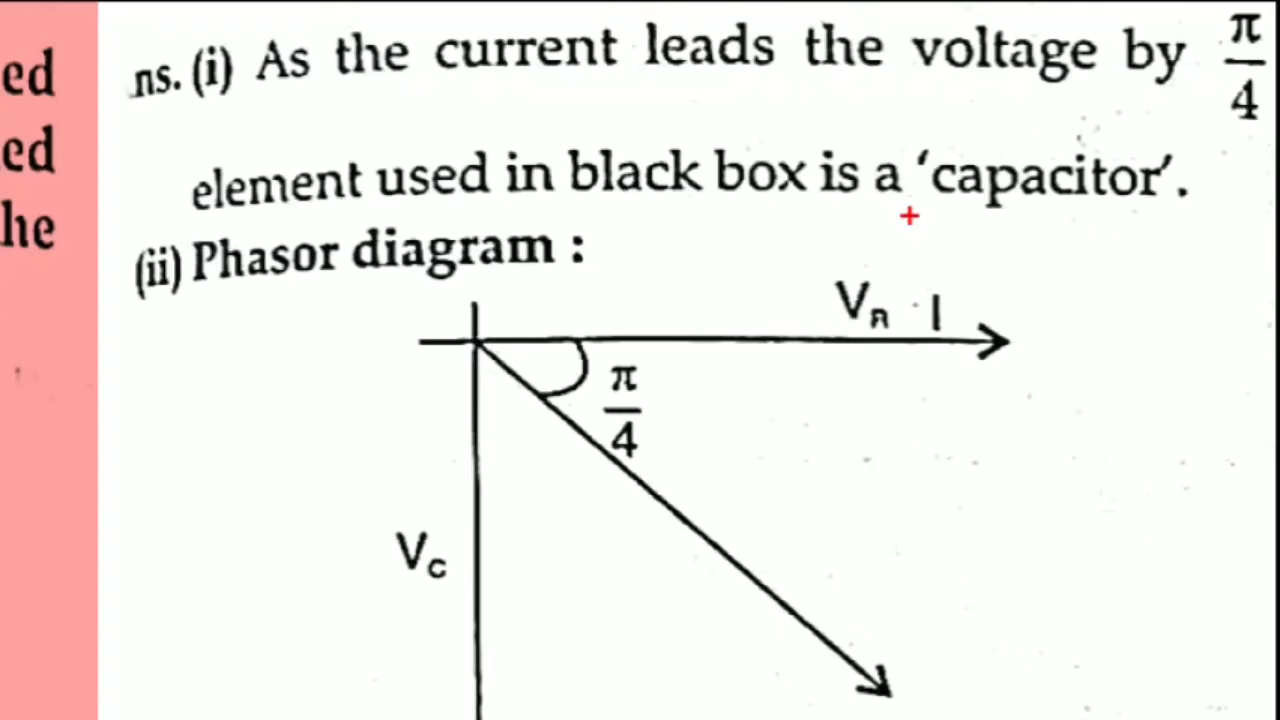 ed
ed
he
ns. (i) As the current leads the voltage by π/4
element used in black box is a ‘capacitor’.
(ii) Phasor diagram :
V_R I
π/4
V_C